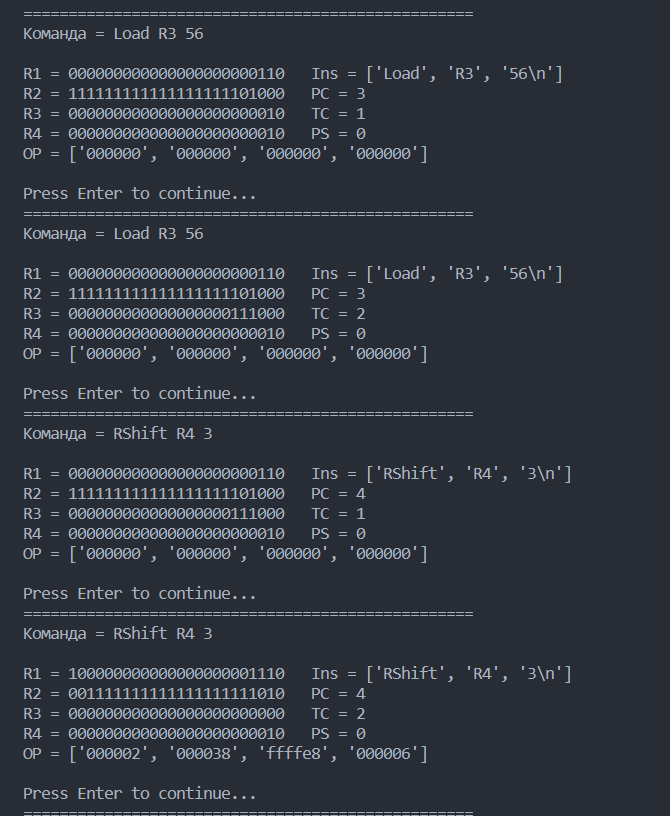 ==================================================
Команда = Load R3 56
R1 = 000000000000000000000110   Ins = ['Load', 'R3', '56\n']
R2 = 111111111111111111101000   PC = 3
R3 = 000000000000000000000010   TC = 1
R4 = 000000000000000000000010   PS = 0
OP = ['000000', '000000', '000000', '000000']
Press Enter to continue...
==================================================
Команда = Load R3 56
R1 = 000000000000000000000110   Ins = ['Load', 'R3', '56\n']
R2 = 111111111111111111101000   PC = 3
R3 = 000000000000000000111000   TC = 2
R4 = 000000000000000000000010   PS = 0
OP = ['000000', '000000', '000000', '000000']
Press Enter to continue...
==================================================
Команда = RShift R4 3
R1 = 000000000000000000000110   Ins = ['RShift', 'R4', '3\n']
R2 = 111111111111111111101000   PC = 4
R3 = 000000000000000000111000   TC = 1
R4 = 000000000000000000000010   PS = 0
OP = ['000000', '000000', '000000', '000000']
Press Enter to continue...
==================================================
Команда = RShift R4 3
R1 = 100000000000000000001110   Ins = ['RShift', 'R4', '3\n']
R2 = 001111111111111111111010   PC = 4
R3 = 000000000000000000000000   TC = 2
R4 = 000000000000000000000010   PS = 0
OP = ['000002', '000038', 'ffffe8', '000006']
Press Enter to continue...
==================================================